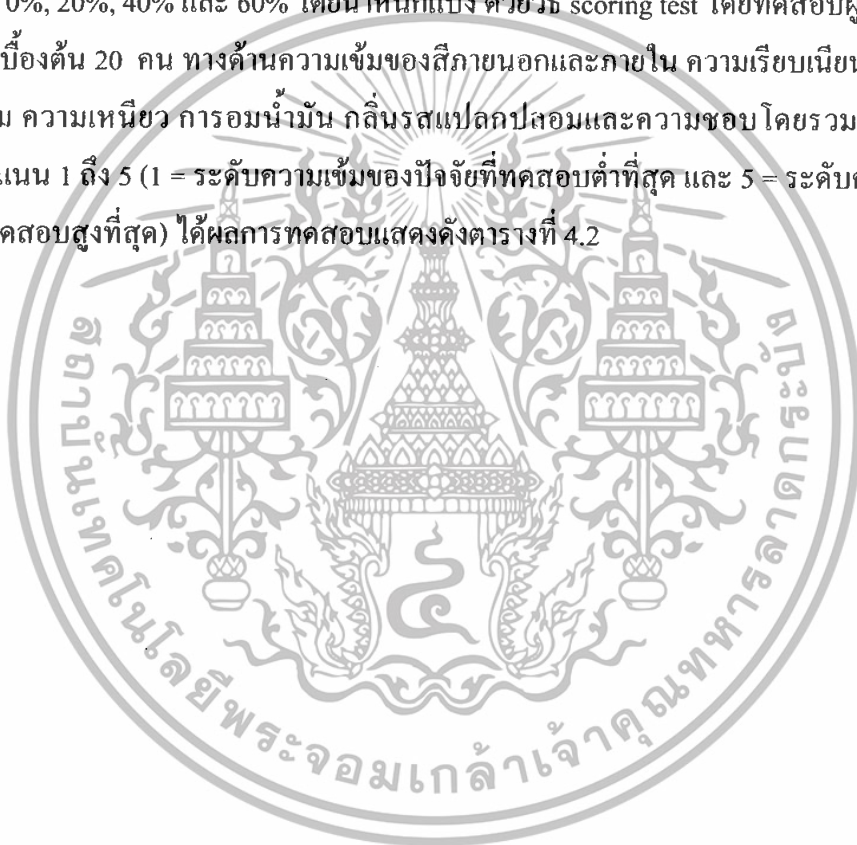 0%, 20%, 40% และ 60% โดยน้ำหนักแป้ง ด้วยวิธี scoring test โดยทดสอบผู้
บื้องต้น 20 คน ทางด้านความเข้มของสีภายนอกและภายใน ความเรียบเนียน
ม ความเหนียว การอมน้ำมัน กลิ่นรสแปลกปลอมและความชอบโดยรวม
แนน 1 ถึง 5 (1 = ระดับความเข้มของปัจจัยที่ทดสอบต่ำที่สุด และ 5 = ระดับ
ดสอบสูงที่สุด) ได้ผลการทดสอบแสดงดังตารางที่ 4.2
สถาบันเทคโนโลยีพระจอมเกล้าเจ้าคุณทหารลาดกระบัง